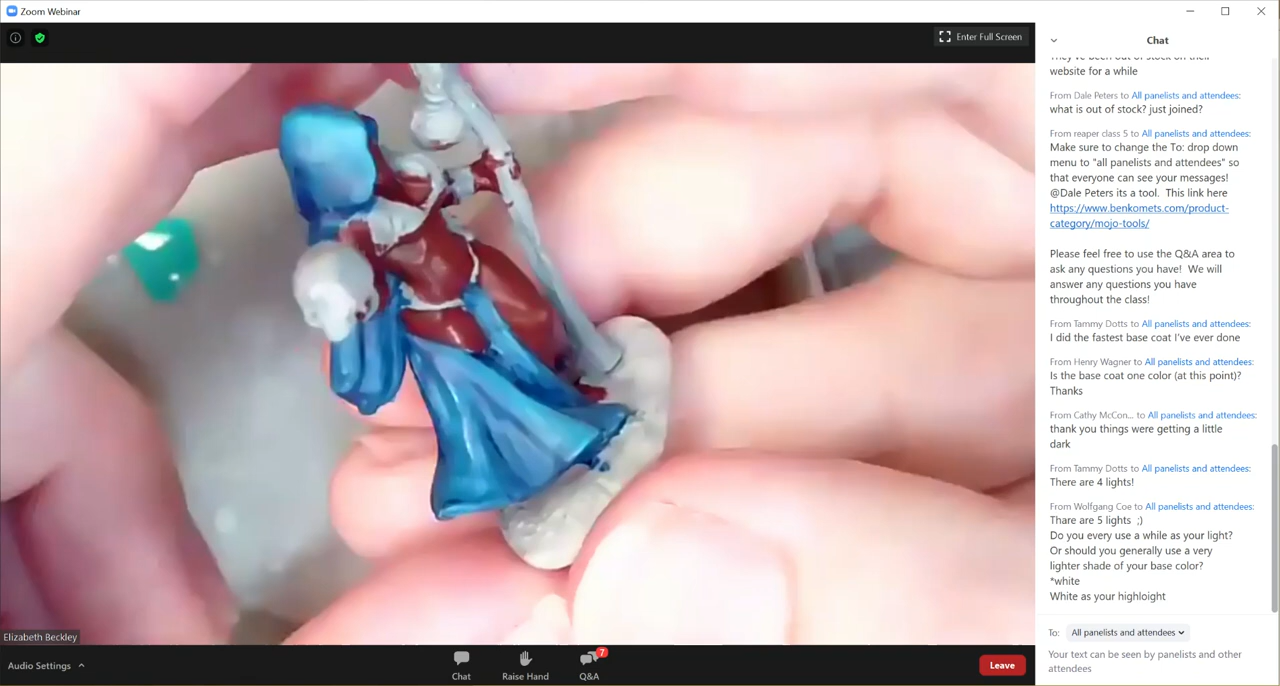 Zoom Webinar
Enter Full Screen
Chat
They've been out of stock on their
website for a while
From Dale Peters to All panelists and attendees:
what is out of stock? just joined?
From reaper class 5 to All panelists and attendees:
Make sure to change the To: drop down
menu to "all panelists and attendees" so
that everyone can see your messages!
@Dale Peters its a tool.  This link here
https://www.benkomets.com/product-
category/mojo-tools/
Please feel free to use the Q&A area to
ask any questions you have!  We will
answer any questions you have
throughout the class!
From Tammy Dotts to All panelists and attendees:
I did the fastest base coat I've ever done
From Henry Wagner to All panelists and attendees:
Is the base coat one color (at this point)?
Thanks
From Cathy McCon... to All panelists and attendees:
thank you things were getting a little
dark
From Tammy Dotts to All panelists and attendees:
There are 4 lights!
From Wolfgang Coe to All panelists and attendees:
Thare are 5 lights  ;)
Do you every use a while as your light?
Or should you generally use a very
lighter shade of your base color?
*white
White as your highloight
To: All panelists and attendees
Your text can be seen by panelists and other
attendees
Elizabeth Beckley
Audio Settings
Chat
Raise Hand
7
Q&A
Leave